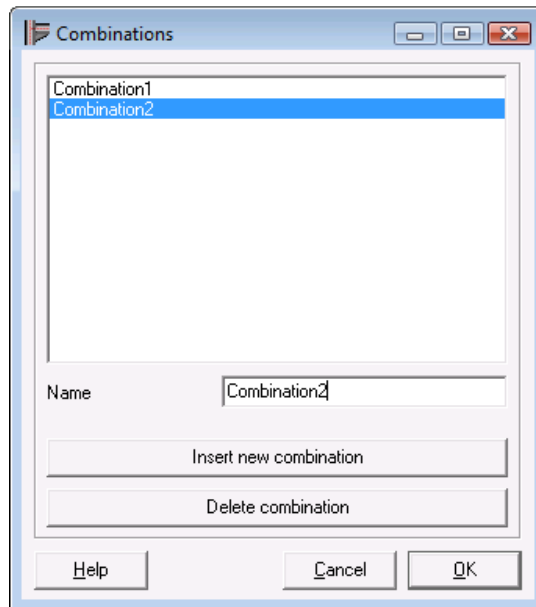 Combinations
Combination1
Combination2
Name
Combination2
Insert new combination
Delete combination
Help
Cancel
OK